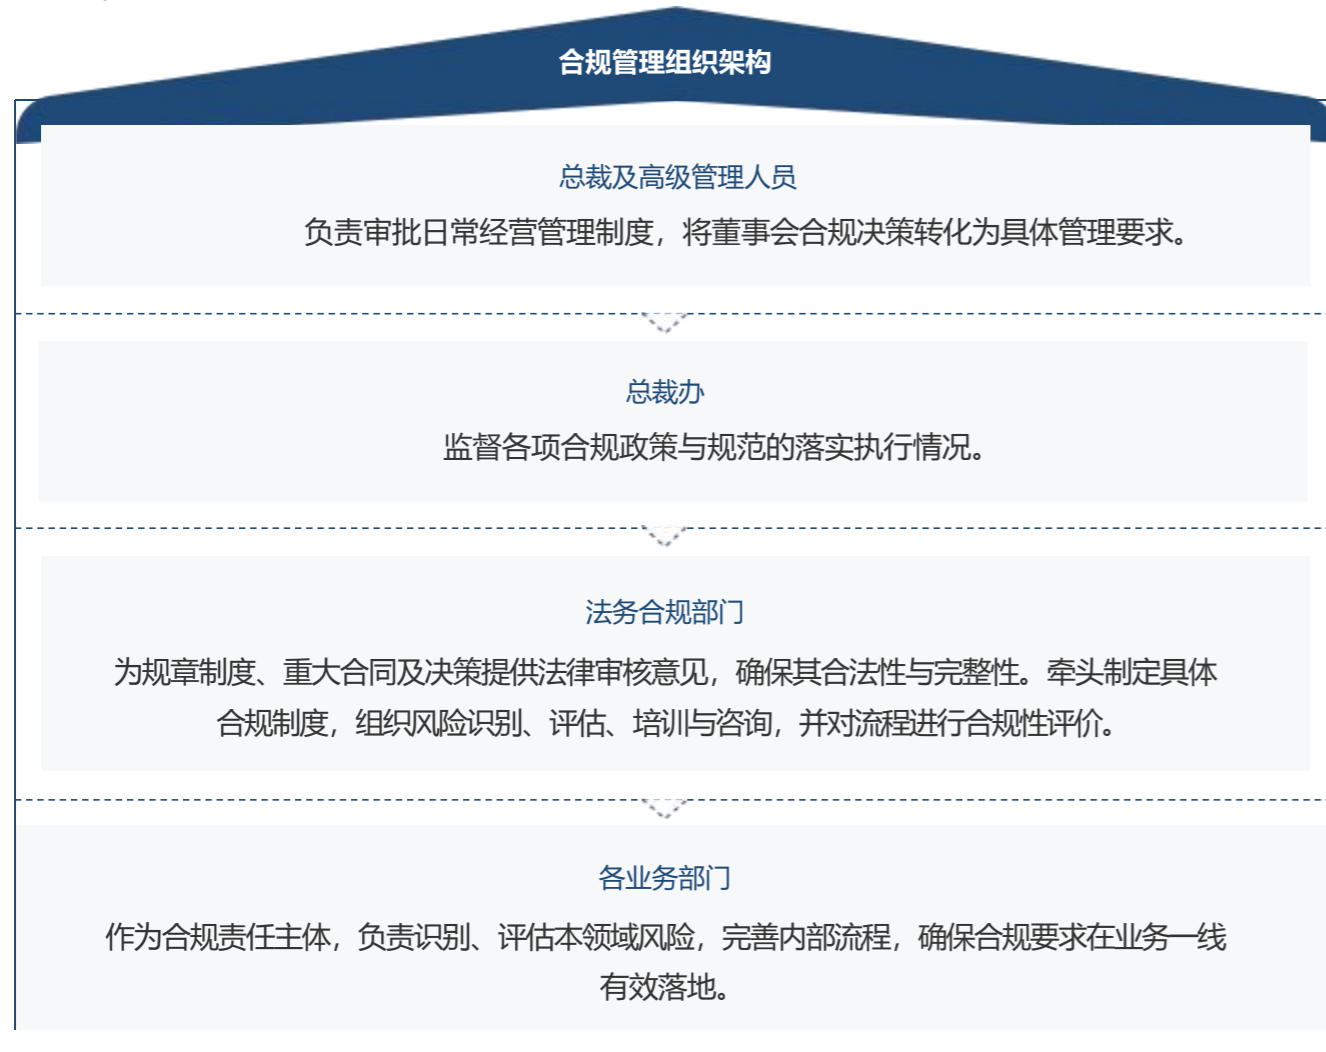 合规管理组织架构
总裁及高级管理人员
负责审批日常经营管理制度，将董事会合规决策转化为具体管理要求。
总裁办
监督各项合规政策与规范的落实执行情况。
法务合规部门
为规章制度、重大合同及决策提供法律审核意见，确保其合法性与完整性。牵头制定具体
合规制度，组织风险识别、评估、培训与咨询，并对流程进行合规性评价。
各业务部门
作为合规责任主体，负责识别、评估本领域风险，完善内部流程，确保合规要求在业务一线
有效落地。